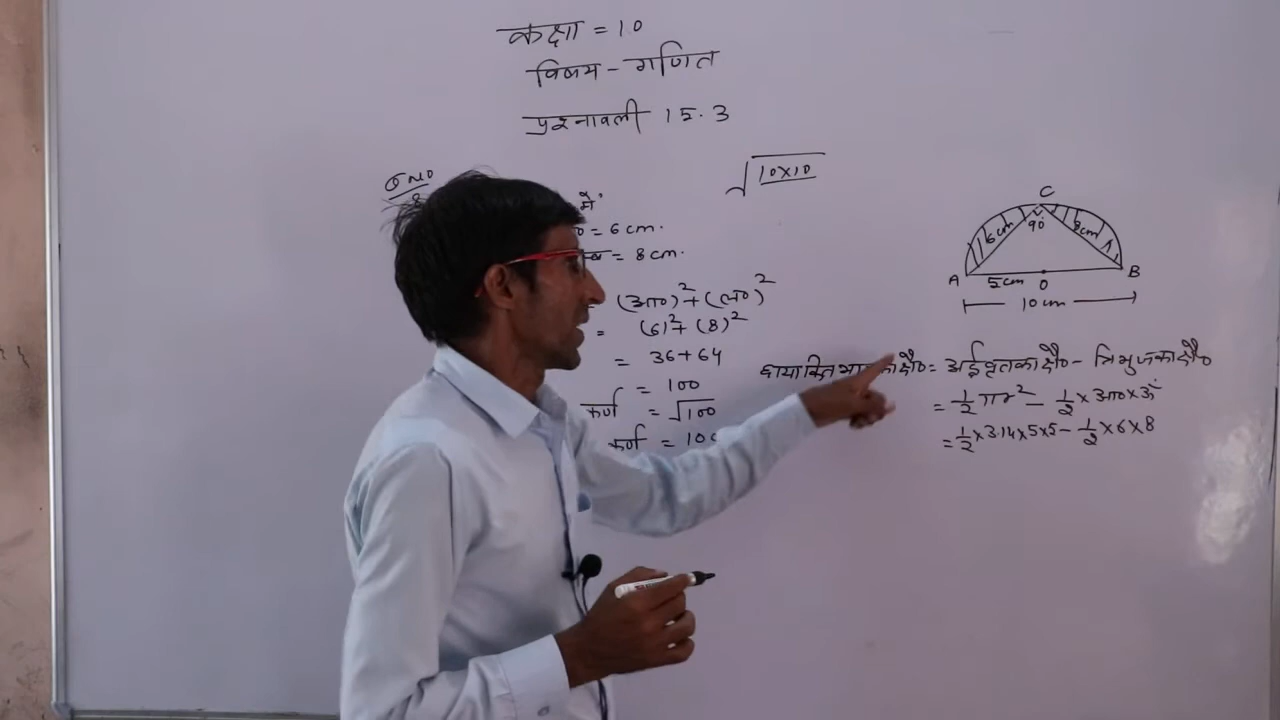 कक्षा = 10
विषय - गणित
प्रश्नावली 15.3
में
= 6 cm.
= 8 cm.
= (आ०)² + (ल०)²
= (6)² + (8)²
= 36 + 64
= 100
कर्ण = √100
कर्ण = 10
√10×10
C
6 cm 90 8 cm
A 5 cm O B
10 cm
छायांकित भाग का क्षे० = अर्द्धवृत का क्षे० - त्रिभुज का क्षे०
= 1/2 πr² - 1/2 × आ० × ऊँ
= 1/2 × 3.14 × 5 × 5 - 1/2 × 6 × 8